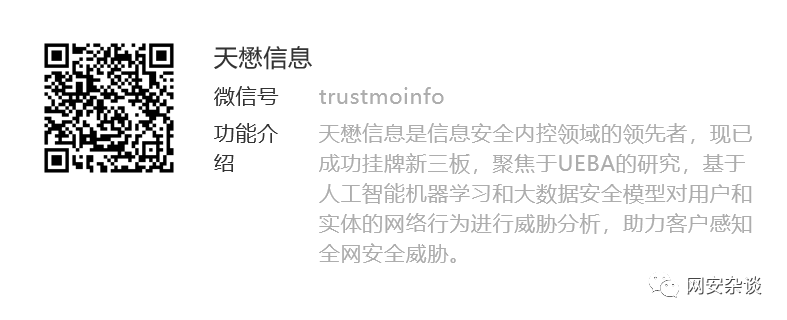 天懋信息
微信号 trustmoinfo
功能介绍 天懋信息是信息安全内控领域的领先者，现已
成功挂牌新三板，聚焦于UEBA的研究，基于
人工智能机器学习和大数据安全模型对用户和
实体的网络行为进行威胁分析，助力客户感知
全网安全威胁。
网安杂谈